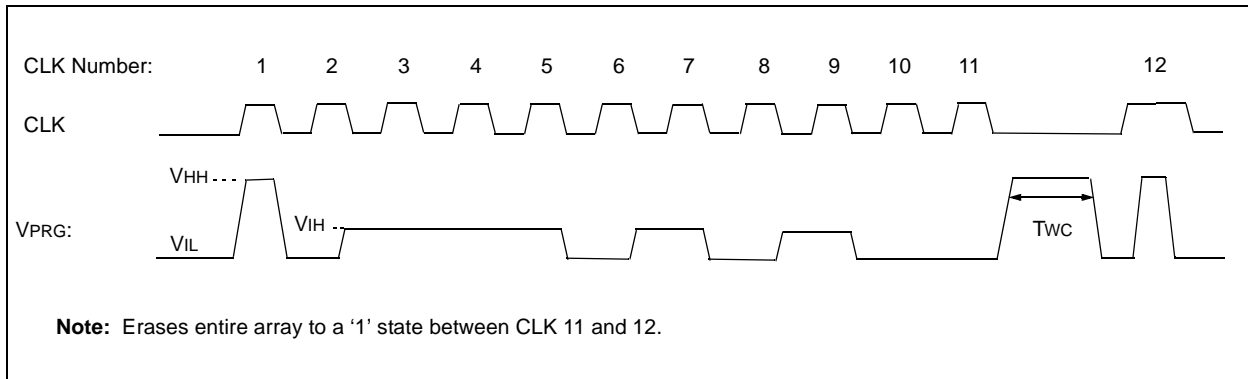 CLK Number: 1 2 3 4 5 6 7 8 9 10 11 12
CLK
VHH
VIH
VPRG:
VIL
TWC
Note: Erases entire array to a ‘1’ state between CLK 11 and 12.